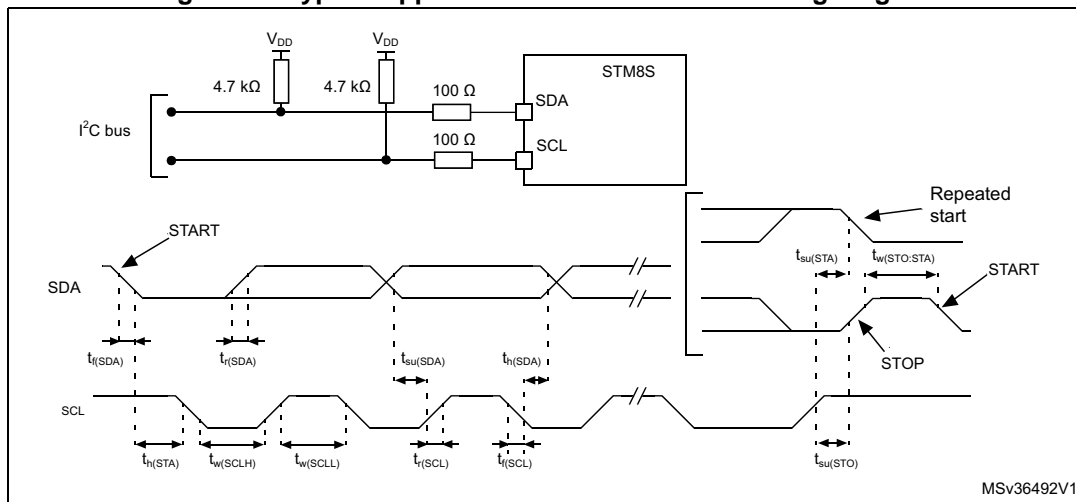 V_DD V_DD
STM8S
4.7 kΩ 4.7 kΩ 100 Ω
SDA
I²C bus
100 Ω SCL
Repeated
start
START
t_su(STA) t_w(STO:STA)
START
SDA
STOP
t_f(SDA) t_r(SDA) t_su(SDA) t_h(SDA)
SCL
t_h(STA) t_w(SCLH) t_w(SCLL) t_r(SCL) t_f(SCL) t_su(STO)
MSv36492V1